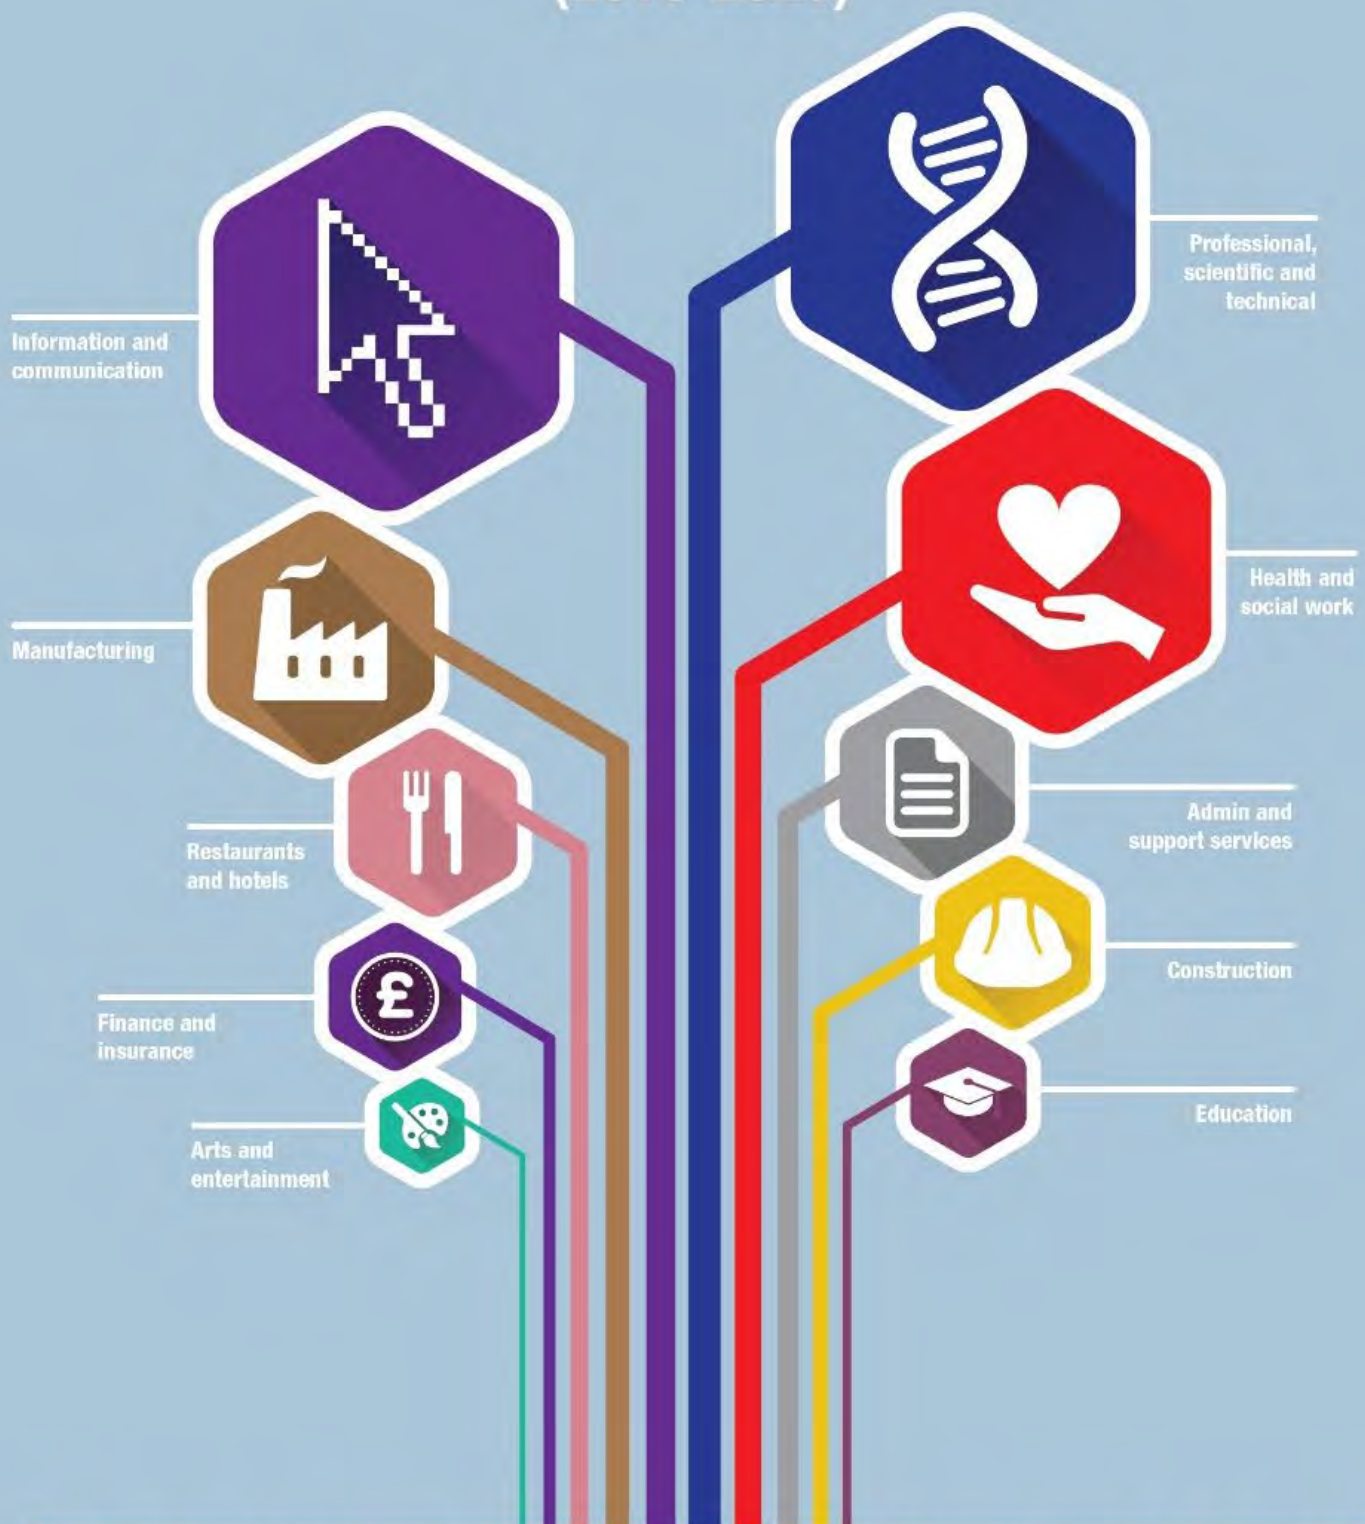 Professional,
scientific and
technical
Information and
communication
Health and
social work
Manufacturing
Admin and
support services
Restaurants
and hotels
Construction
Finance and
insurance
Education
Arts and
entertainment
£